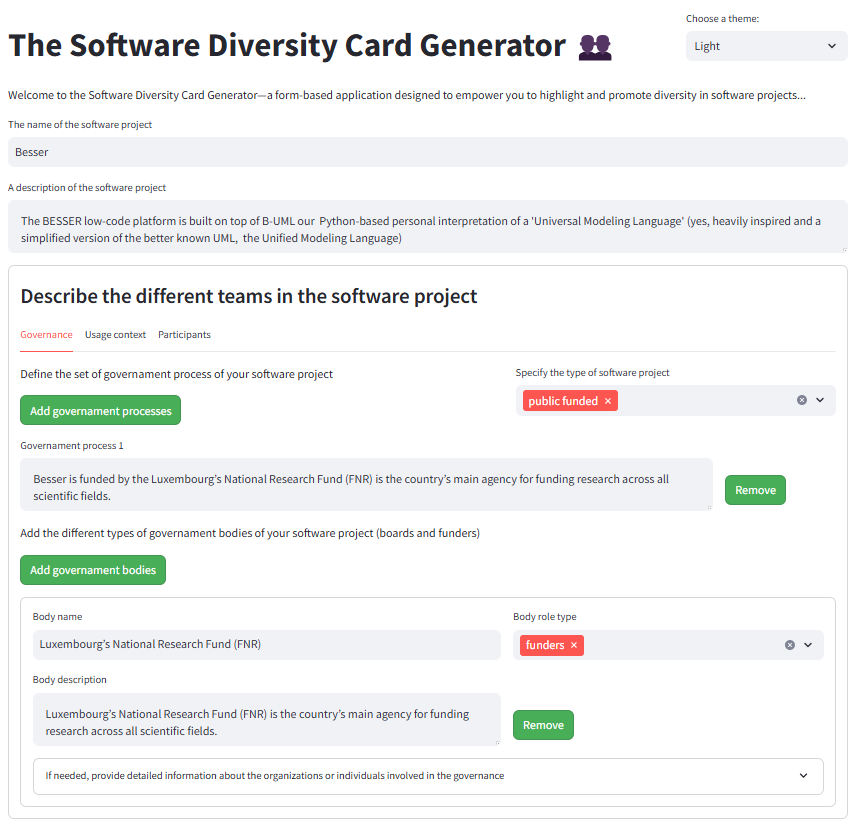 Choose a theme:
The Software Diversity Card Generator
Light
Welcome to the Software Diversity Card Generator—a form-based application designed to empower you to highlight and promote diversity in software projects...
The name of the software project
Besser
A description of the software project
The BESSER low-code platform is built on top of B-UML our Python-based personal interpretation of a 'Universal Modeling Language' (yes, heavily inspired and a
simplified version of the better known UML, the Unified Modeling Language)
Describe the different teams in the software project
Governance Usage context Participants
Define the set of governament process of your software project
Specify the type of software project
Add governament processes
public funded ×
Governament process 1
Besser is funded by the Luxembourg’s National Research Fund (FNR) is the country’s main agency for funding research across all
scientific fields.
Remove
Add the different types of governament bodies of your software project (boards and funders)
Add governament bodies
Body name
Body role type
Luxembourg’s National Research Fund (FNR)
funders ×
Body description
Luxembourg’s National Research Fund (FNR) is the country’s main agency for funding
research across all scientific fields.
Remove
If needed, provide detailed information about the organizations or individuals involved in the governance